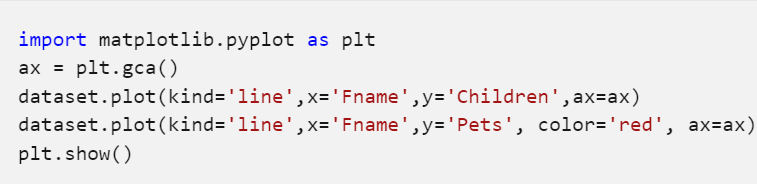 import matplotlib.pyplot as plt
ax = plt.gca()
dataset.plot(kind='line',x='Fname',y='Children',ax=ax)
dataset.plot(kind='line',x='Fname',y='Pets', color='red', ax=ax)
plt.show()